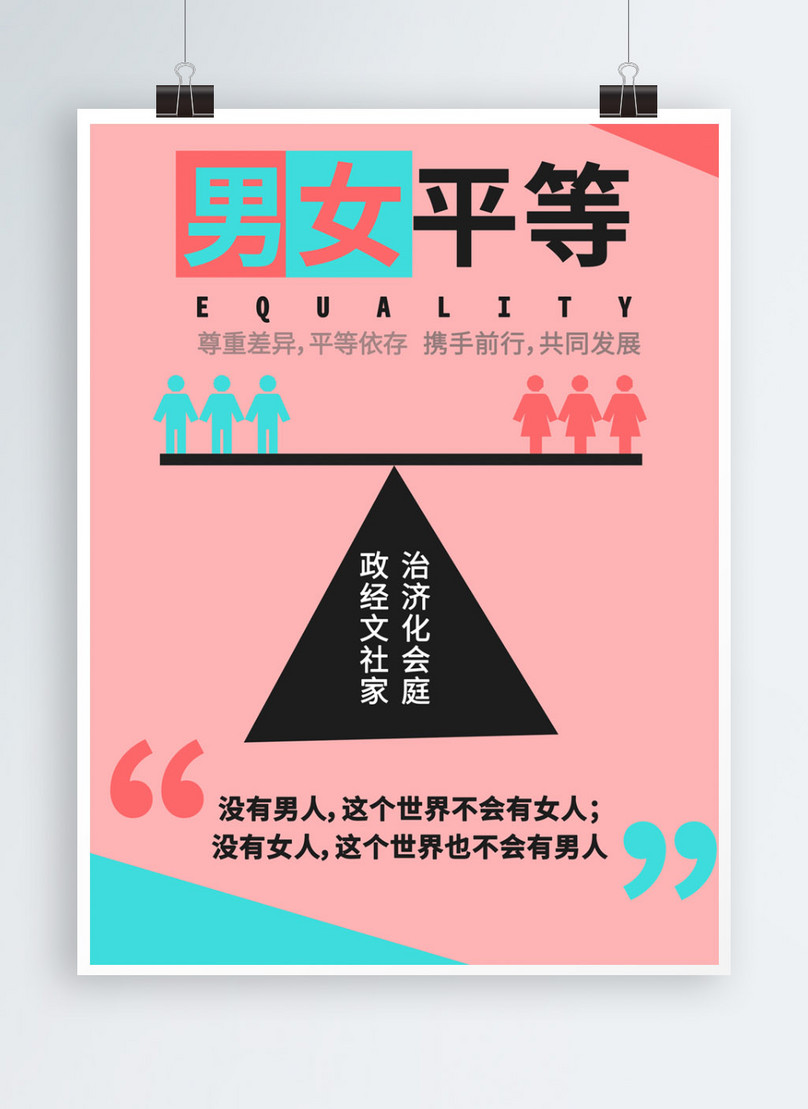 男女平等
EQUALITY
尊重差异，平等依存 携手前行，共同发展
政治
经济
文化
社会
家庭
没有男人，这个世界不会有女人；
没有女人，这个世界也不会有男人